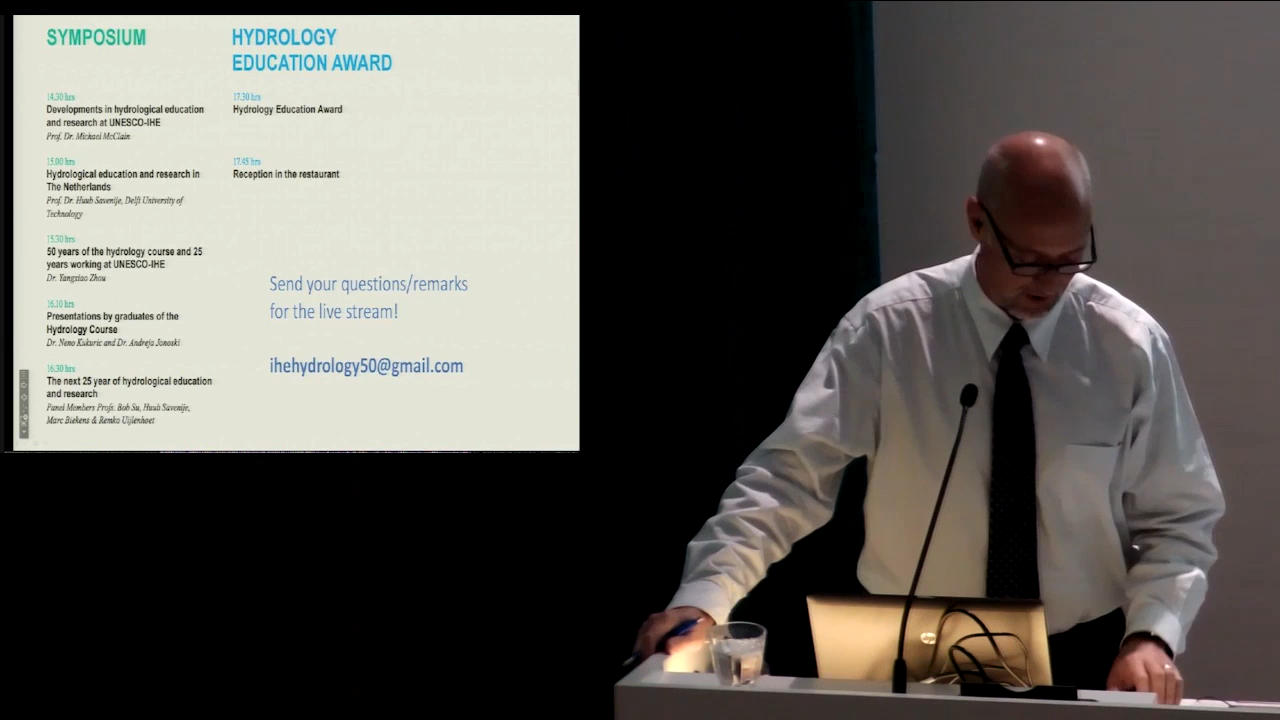 SYMPOSIUM
14.30 hrs
Developments in hydrological education
and research at UNESCO-IHE
Prof. Dr. Michael McClain
15.00 hrs
Hydrological education and research in
The Netherlands
Prof. Dr. Huub Savenije, Delft University of
Technology
15.30 hrs
50 years of the hydrology course and 25
years working at UNESCO-IHE
Dr. Yangxiao Zhou
16.10 hrs
Presentations by graduates of the
Hydrology Course
Dr. Neno Kukuric and Dr. Andreja Jonoski
16.30 hrs
The next 25 year of hydrological education
and research
Panel Members Profs. Bob Su, Huub Savenije,
Marc Biekens & Remko Uijlenhoet
HYDROLOGY
EDUCATION AWARD
17.30 hrs
Hydrology Education Award
17.45 hrs
Reception in the restaurant
Send your questions/remarks
for the live stream!
ihehydrology50@gmail.com
hp